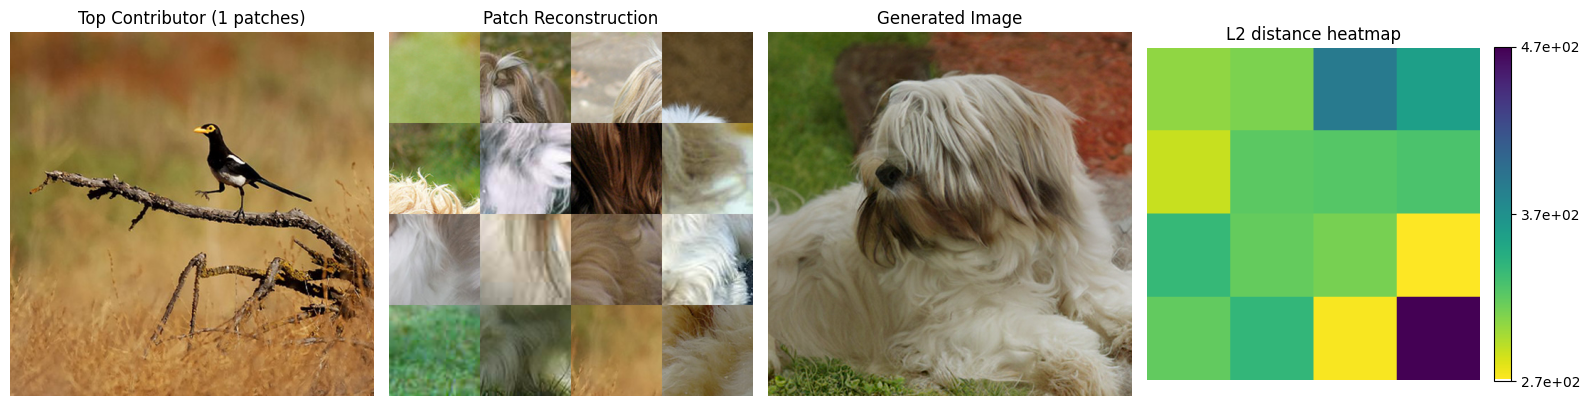 Top Contributor (1 patches)
Patch Reconstruction
Generated Image
L2 distance heatmap
4.7e+02
3.7e+02
2.7e+02